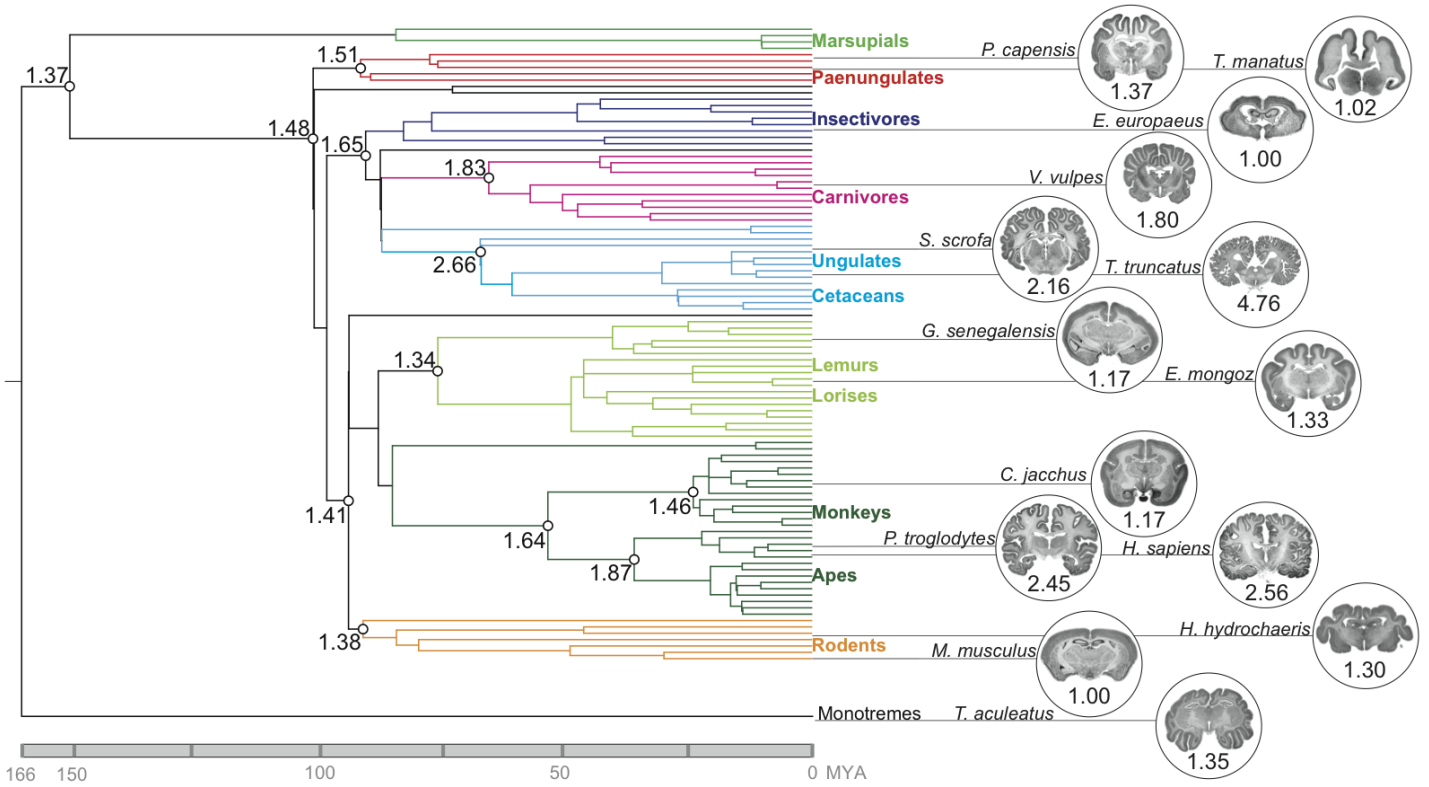 Marsupials
P. capensis
1.37
T. manatus
1.02
1.51
1.37
Paenungulates
1.48
Insectivores
E. europaeus
1.00
1.65
1.83
V. vulpes
1.80
Carnivores
S. scrofa
2.16
2.66
Ungulates
T. truncatus
4.76
Cetaceans
G. senegalensis
1.17
1.34
Lemurs
E. mongoz
1.33
Lorises
C. jacchus
1.17
1.46
1.41
Monkeys
1.64
P. troglodytes
2.45
H. sapiens
2.56
1.87
Apes
H. hydrochaeris
1.30
1.38
Rodents
M. musculus
1.00
Monotremes
T. aculeatus
1.35
166 150 100 50 0 MYA